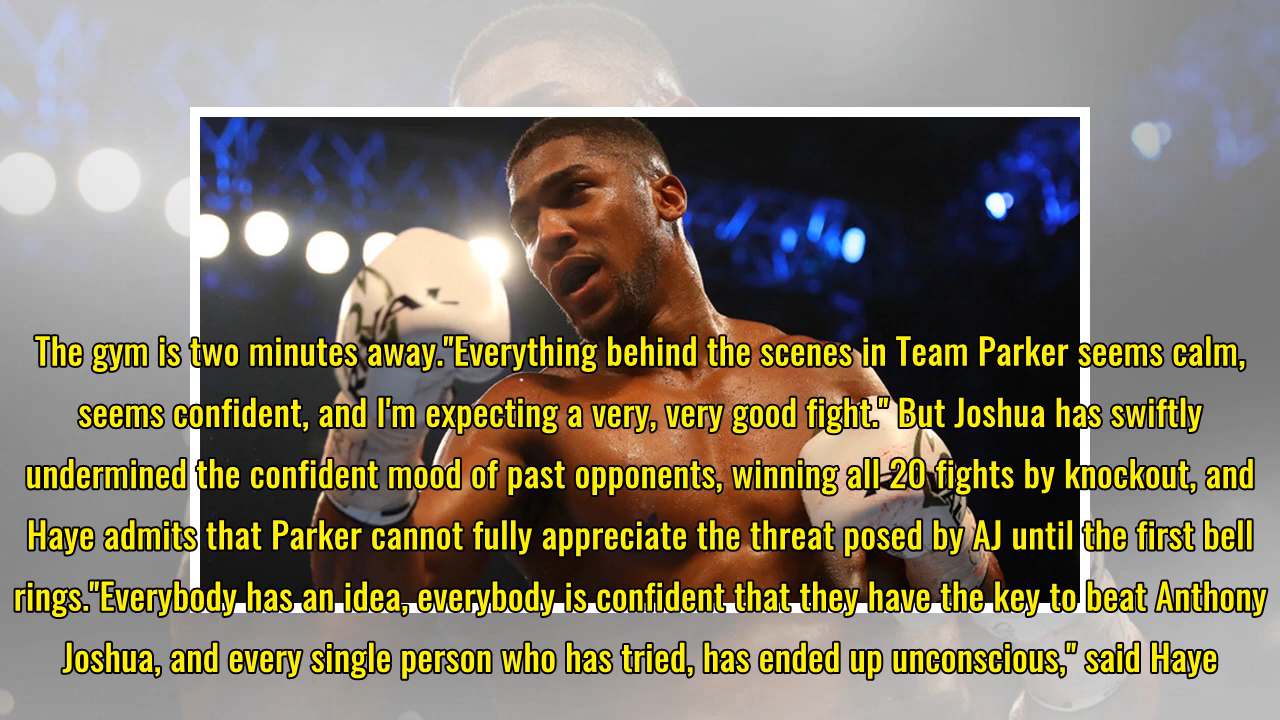 The gym is two minutes away."Everything behind the scenes in Team Parker seems calm,
seems confident, and I'm expecting a very, very good fight." But Joshua has swiftly
undermined the confident mood of past opponents, winning all 20 fights by knockout, and
Haye admits that Parker cannot fully appreciate the threat posed by AJ until the first bell
rings."Everybody has an idea, everybody is confident that they have the key to beat Anthony
Joshua, and every single person who has tried, has ended up unconscious," said Haye